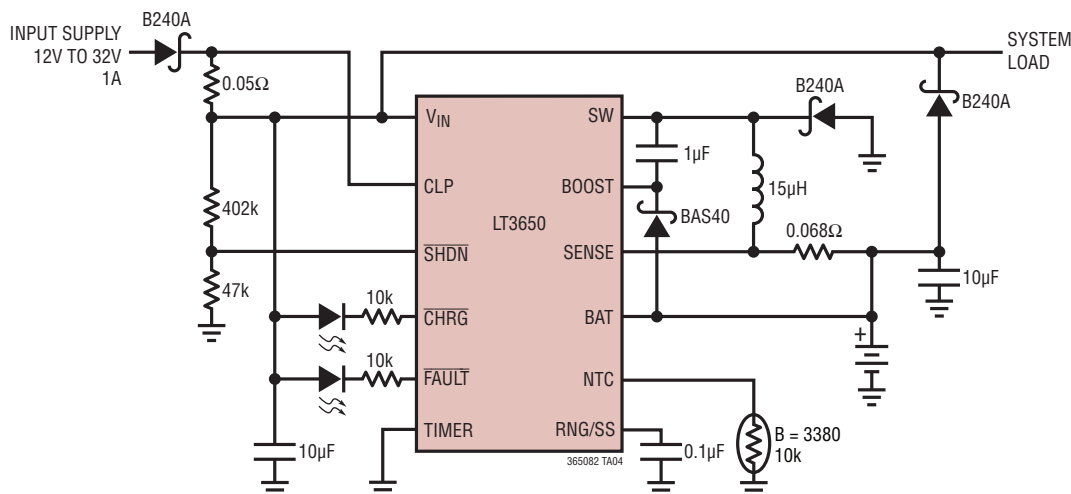 B240A
INPUT SUPPLY
12V TO 32V
1A
0.05Ω
SYSTEM
LOAD
B240A
B240A
VIN
SW
1µF
CLP
BOOST
15µH
402k
LT3650
BAS40
0.068Ω
SHDN
SENSE
47k
10µF
10k
CHRG
BAT
+
10k
FAULT
NTC
TIMER
RNG/SS
B = 3380
10k
10µF
0.1µF
365082 TA04